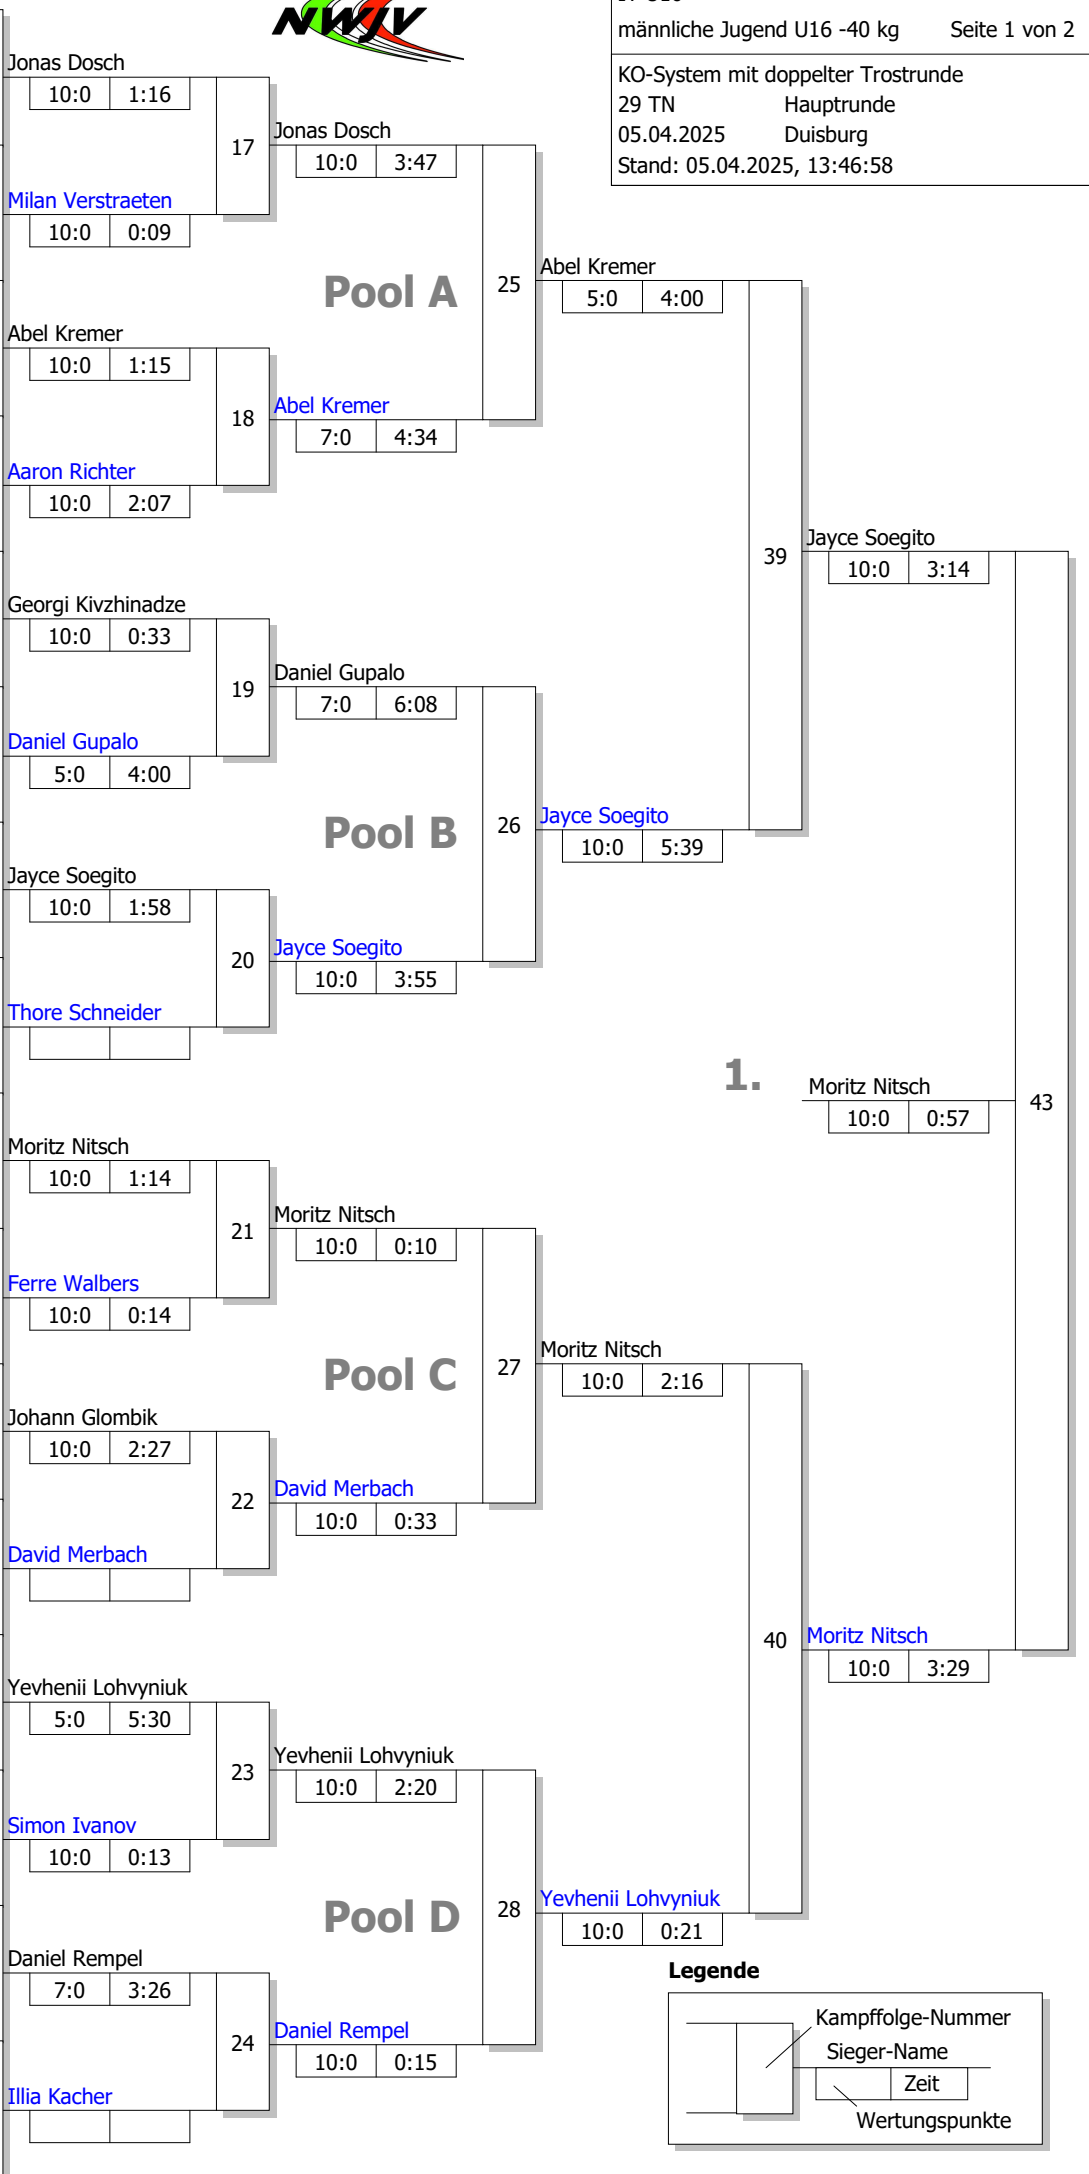 NWJV
männliche Jugend U16 -40 kg Seite 1 von 2
KO-System mit doppelter Trostrunde
29 TN Hauptrunde
05.04.2025 Duisburg
Stand: 05.04.2025, 13:46:58
Jonas Dosch
10:0 1:16
17
Jonas Dosch
10:0 3:47
Milan Verstraeten
10:0 0:09
Pool A
25
Abel Kremer
5:0 4:00
Abel Kremer
10:0 1:15
18
Abel Kremer
7:0 4:34
Aaron Richter
10:0 2:07
39
Jayce Soegito
10:0 3:14
Georgi Kivzhinadze
10:0 0:33
19
Daniel Gupalo
7:0 6:08
Daniel Gupalo
5:0 4:00
Pool B
26
Jayce Soegito
10:0 5:39
Jayce Soegito
10:0 1:58
20
Jayce Soegito
10:0 3:55
Thore Schneider
1.
Moritz Nitsch
10:0 0:57
43
Moritz Nitsch
10:0 1:14
21
Moritz Nitsch
10:0 0:10
Ferre Walbers
10:0 0:14
Pool C
27
Moritz Nitsch
10:0 2:16
Johann Glombik
10:0 2:27
22
David Merbach
10:0 0:33
David Merbach
40
Moritz Nitsch
10:0 3:29
Yevhenii Lohvyniuk
5:0 5:30
23
Yevhenii Lohvyniuk
10:0 2:20
Simon Ivanov
10:0 0:13
Pool D
28
Yevhenii Lohvyniuk
10:0 0:21
Daniel Rempel
7:0 3:26
24
Daniel Rempel
10:0 0:15
Illia Kacher
Legende
Kampffolge-Nummer
Sieger-Name
Zeit
Wertungspunkte